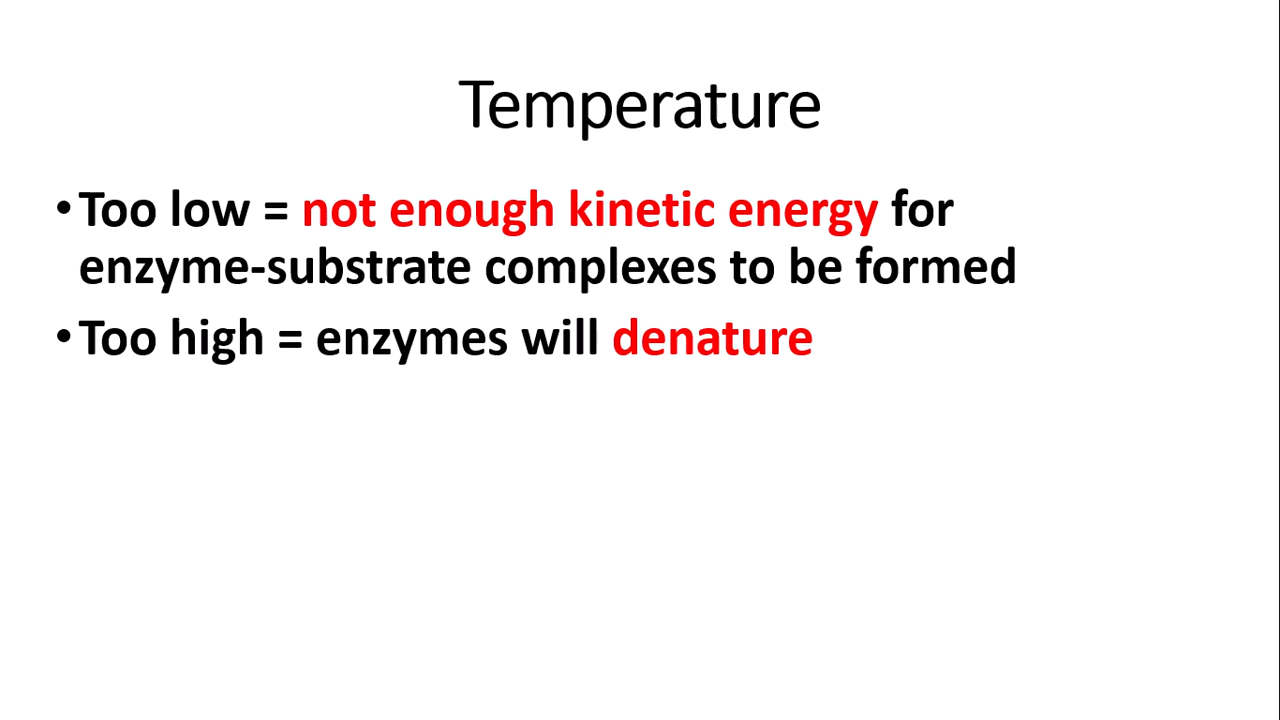 Temperature
•Too low = not enough kinetic energy for
enzyme-substrate complexes to be formed
•Too high = enzymes will denature